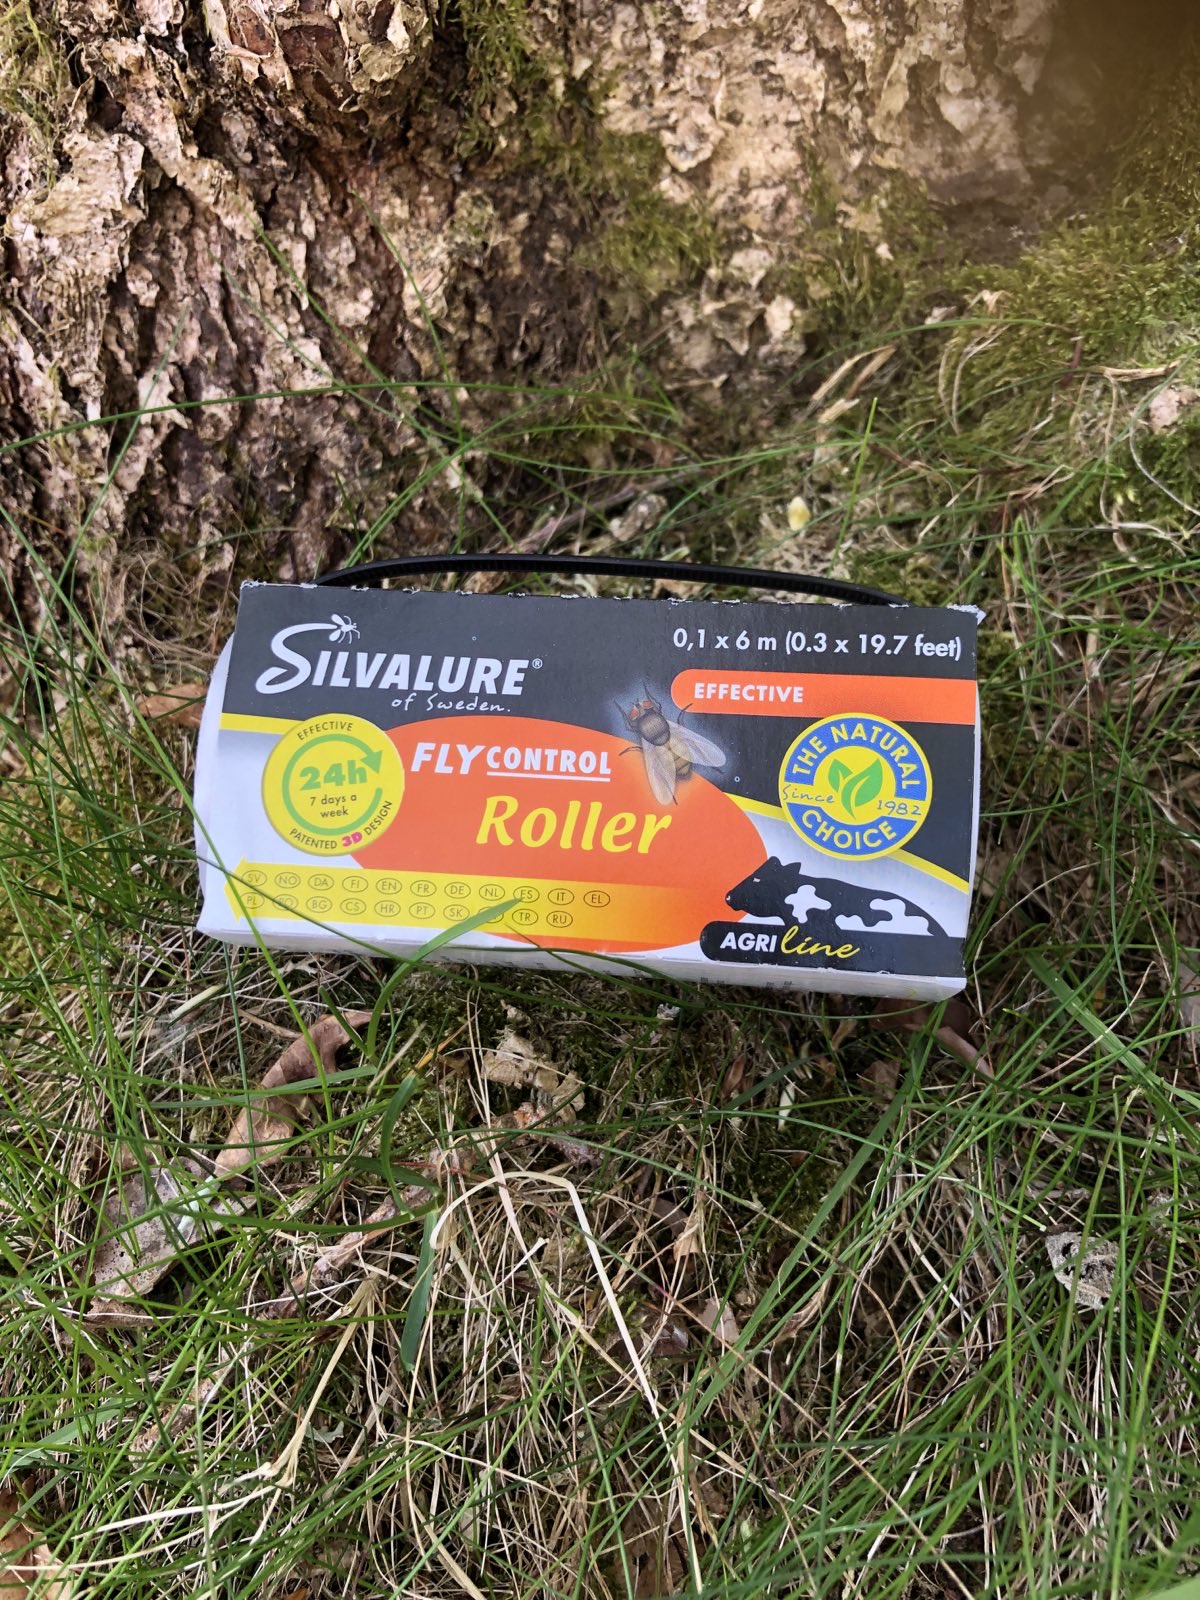 SILVALURE®
of Sweden.
0,1 x 6 m (0.3 x 19.7 feet)
EFFECTIVE
EFFECTIVE
24h
7 days a
week
PATENTED 3D DESIGN
FLY CONTROL
Roller
THE NATURAL
Since 1982
CHOICE
SV NO DA FI EN FR DE NL ES IT EL
PL BG CS HR PT SK TR RU
AGRI line